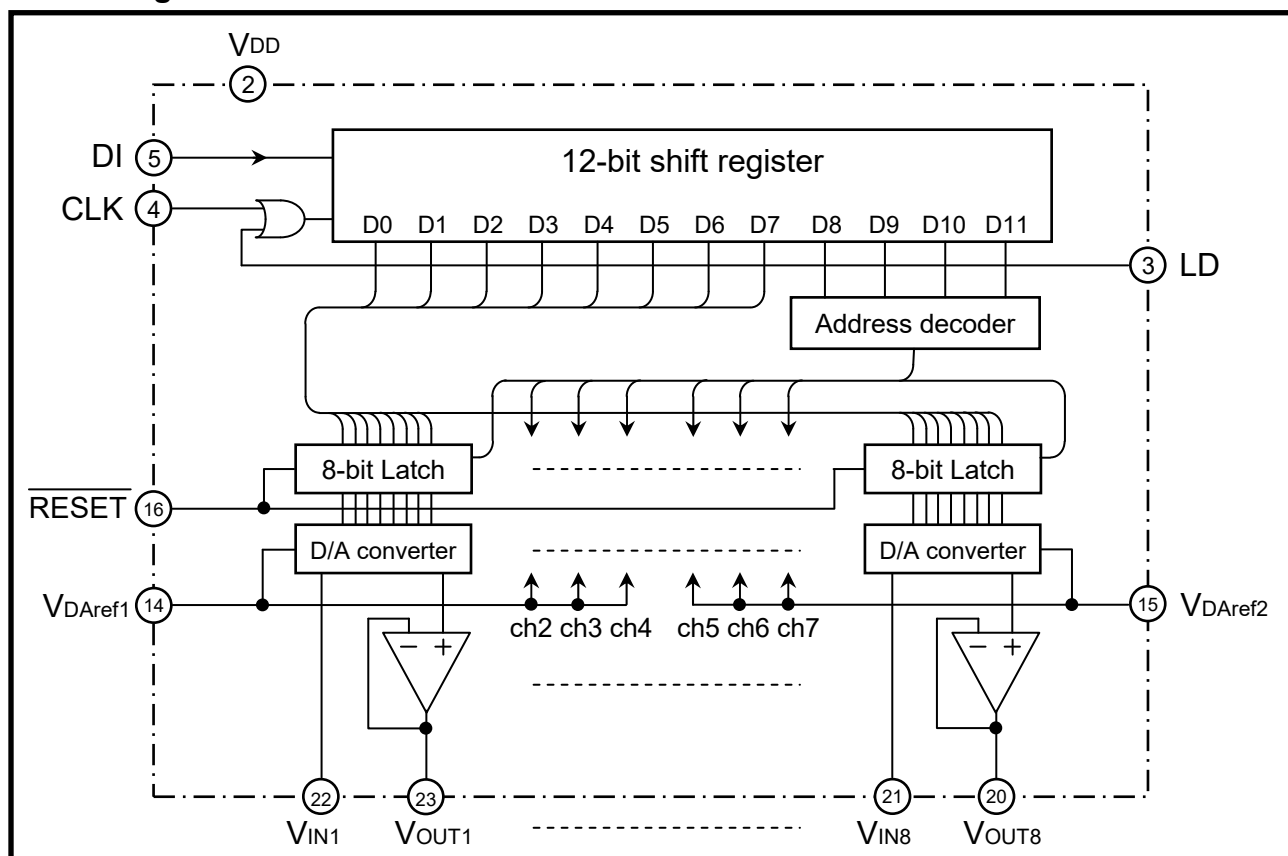 VDD
2
DI 5
12-bit shift register
CLK 4
D0 D1 D2 D3 D4 D5 D6 D7 D8 D9 D10 D11
3 LD
Address decoder
8-bit Latch 8-bit Latch
RESET 16
D/A converter D/A converter
VDAref1 14
15 VDAref2
ch2 ch3 ch4 ch5 ch6 ch7
− + − +
22 23 21 20
VIN1 VOUT1 VIN8 VOUT8